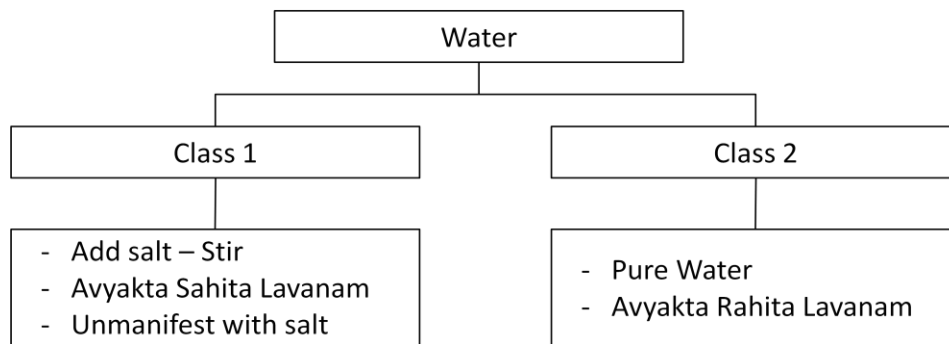 Water
Class 1
Class 2
- Add salt – Stir
- Avyakta Sahita Lavanam
- Unmanifest with salt
- Pure Water
- Avyakta Rahita Lavanam